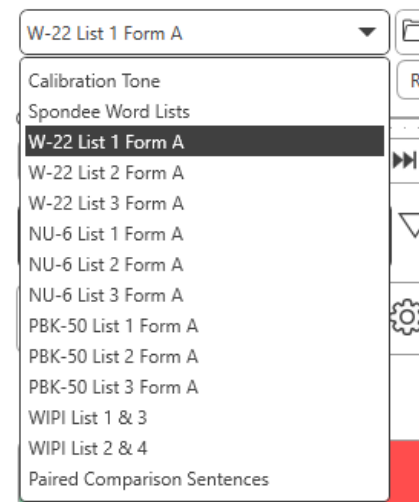 W-22 List 1 Form A
Calibration Tone
Spondee Word Lists
W-22 List 1 Form A
W-22 List 2 Form A
W-22 List 3 Form A
NU-6 List 1 Form A
NU-6 List 2 Form A
NU-6 List 3 Form A
PBK-50 List 1 Form A
PBK-50 List 2 Form A
PBK-50 List 3 Form A
WIPI List 1 & 3
WIPI List 2 & 4
Paired Comparison Sentences